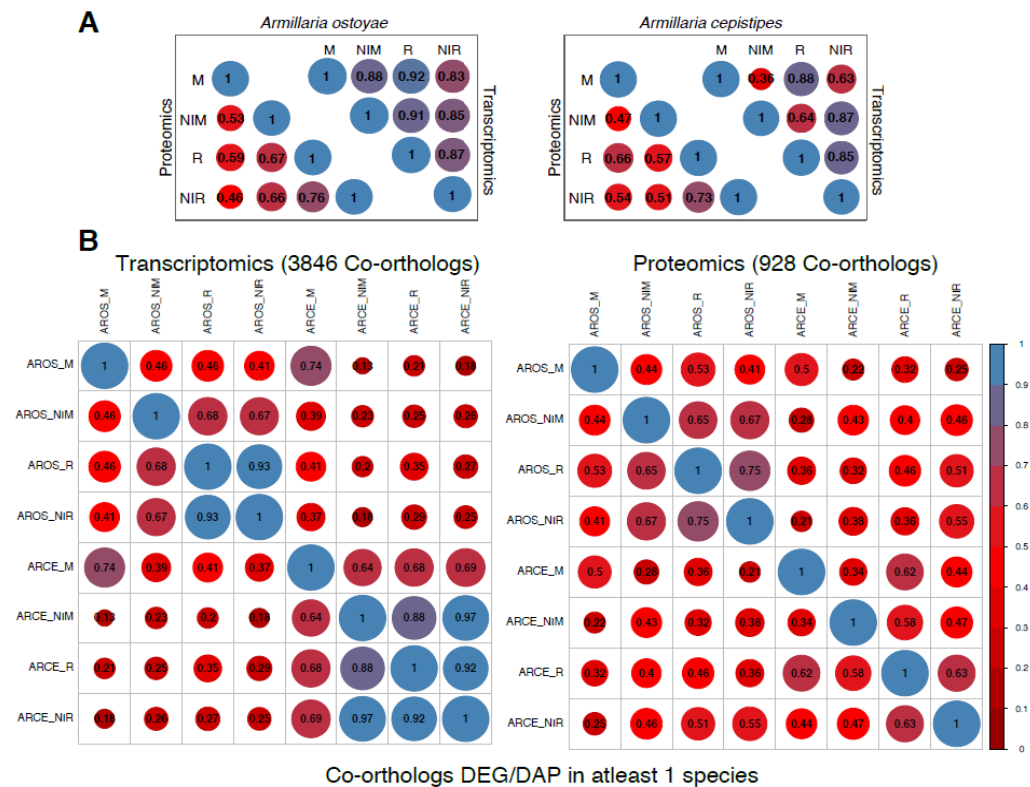 A
Armillaria ostoyae
Armillaria cepistipes
M NIM R NIR
M 1 1 0.88 0.92 0.83
NIM 0.53 1 1 0.91 0.85
R 0.59 0.67 1 1 0.87
NIR 0.46 0.66 0.76 1 1
Proteomics
Transcriptomics
M NIM R NIR
M 1 1 0.36 0.88 0.63
NIM 0.47 1 1 0.64 0.87
R 0.66 0.57 1 1 0.85
NIR 0.54 0.51 0.73 1 1
Proteomics
Transcriptomics
B
Transcriptomics (3846 Co-orthologs)
AROS_M AROS_NIM AROS_R AROS_NIR ARCE_M ARCE_NIM ARCE_R ARCE_NIR
AROS_M 1 0.46 0.46 0.41 0.74 0.13 0.21 0.18
AROS_NIM 0.46 1 0.68 0.67 0.39 0.23 0.25 0.26
AROS_R 0.46 0.68 1 0.93 0.41 0.2 0.35 0.27
AROS_NIR 0.41 0.67 0.93 1 0.37 0.18 0.29 0.25
ARCE_M 0.74 0.39 0.41 0.37 1 0.64 0.68 0.69
ARCE_NIM 0.13 0.23 0.2 0.18 0.64 1 0.88 0.97
ARCE_R 0.21 0.25 0.35 0.29 0.68 0.88 1 0.92
ARCE_NIR 0.18 0.26 0.27 0.25 0.69 0.97 0.92 1
Proteomics (928 Co-orthologs)
AROS_M AROS_NIM AROS_R AROS_NIR ARCE_M ARCE_NIM ARCE_R ARCE_NIR
AROS_M 1 0.44 0.53 0.41 0.5 0.22 0.32 0.25
AROS_NIM 0.44 1 0.65 0.67 0.28 0.43 0.4 0.46
AROS_R 0.53 0.65 1 0.75 0.36 0.32 0.46 0.51
AROS_NIR 0.41 0.67 0.75 1 0.21 0.38 0.36 0.55
ARCE_M 0.5 0.28 0.36 0.21 1 0.34 0.62 0.44
ARCE_NIM 0.22 0.43 0.32 0.38 0.34 1 0.58 0.47
ARCE_R 0.32 0.4 0.46 0.36 0.62 0.58 1 0.63
ARCE_NIR 0.25 0.46 0.51 0.55 0.44 0.47 0.63 1
1
0.9
0.8
0.7
0.6
0.5
0.4
0.3
0.2
0.1
0
Co-orthologs DEG/DAP in atleast 1 species